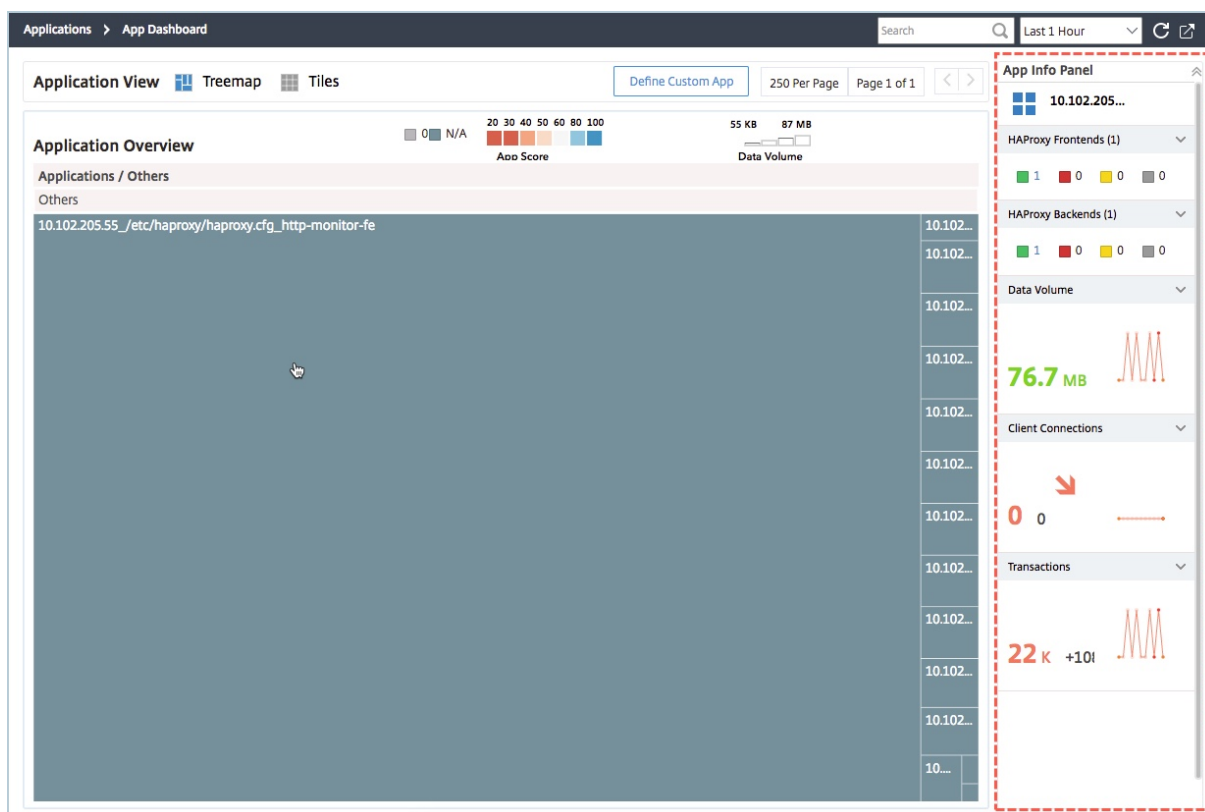 Applications > App Dashboard
Search
Last 1 Hour
Application View Treemap Tiles
Define Custom App
250 Per Page Page 1 of 1
Application Overview
0 N/A
20 30 40 50 60 80 100
App Score
55 KB 87 MB
Data Volume
Applications / Others
Others
10.102.205.55_/etc/haproxy/haproxy.cfg_http-monitor-fe
10.102...
10.102...
10.102...
10.102...
10.102...
10.102...
10.102...
10.102...
10.102...
10.102...
10.102...
10....
App Info Panel
10.102.205...
HAProxy Frontends (1)
1 0 0 0
HAProxy Backends (1)
1 0 0 0
Data Volume
76.7 MB
Client Connections
0 0
Transactions
22 K +108